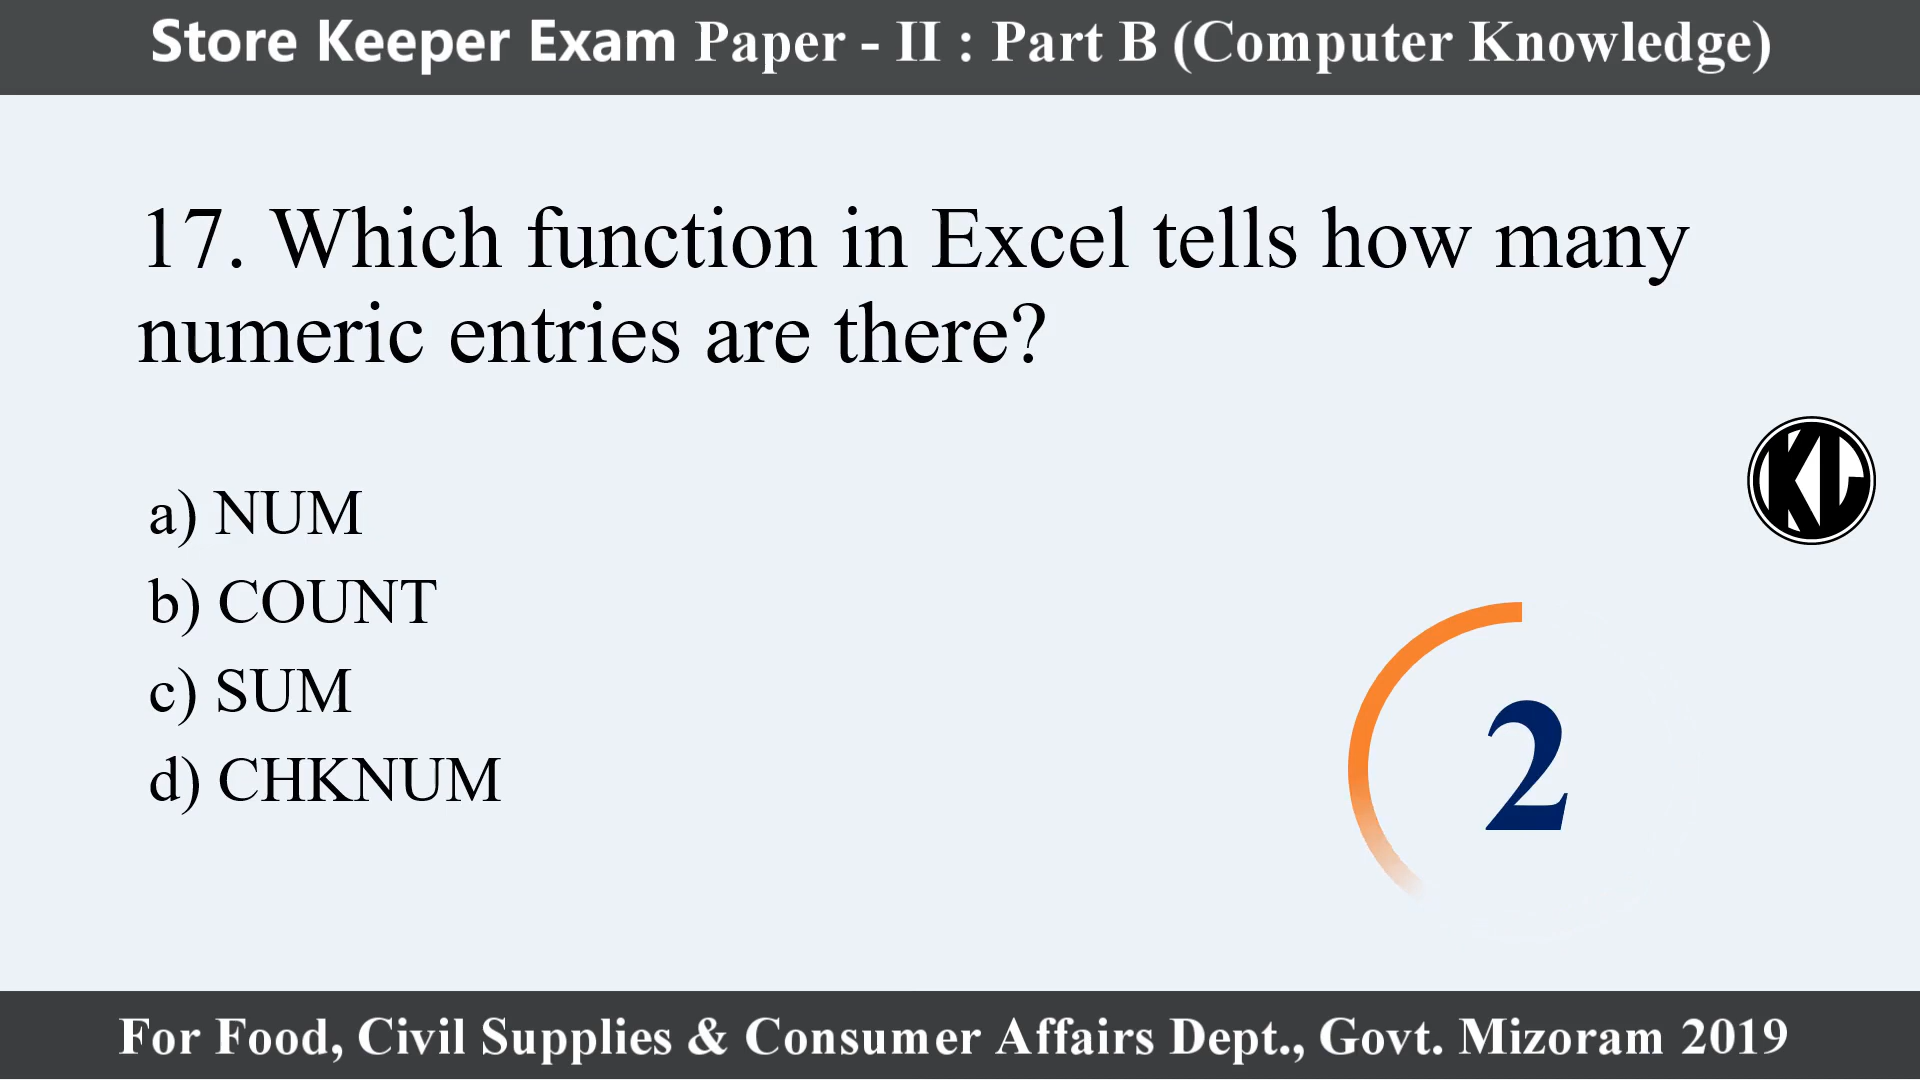 Store Keeper Exam Paper - II : Part B (Computer Knowledge)
17. Which function in Excel tells how many
numeric entries are there?
a) NUM
b) COUNT
c) SUM
d) CHKNUM
KL
2
For Food, Civil Supplies & Consumer Affairs Dept., Govt. Mizoram 2019